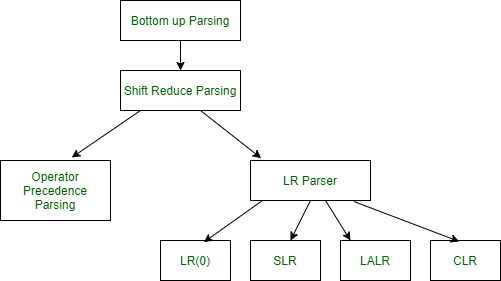 Bottom up Parsing
Shift Reduce Parsing
Operator
Precedence
Parsing
LR Parser
LR(0)
SLR
LALR
CLR